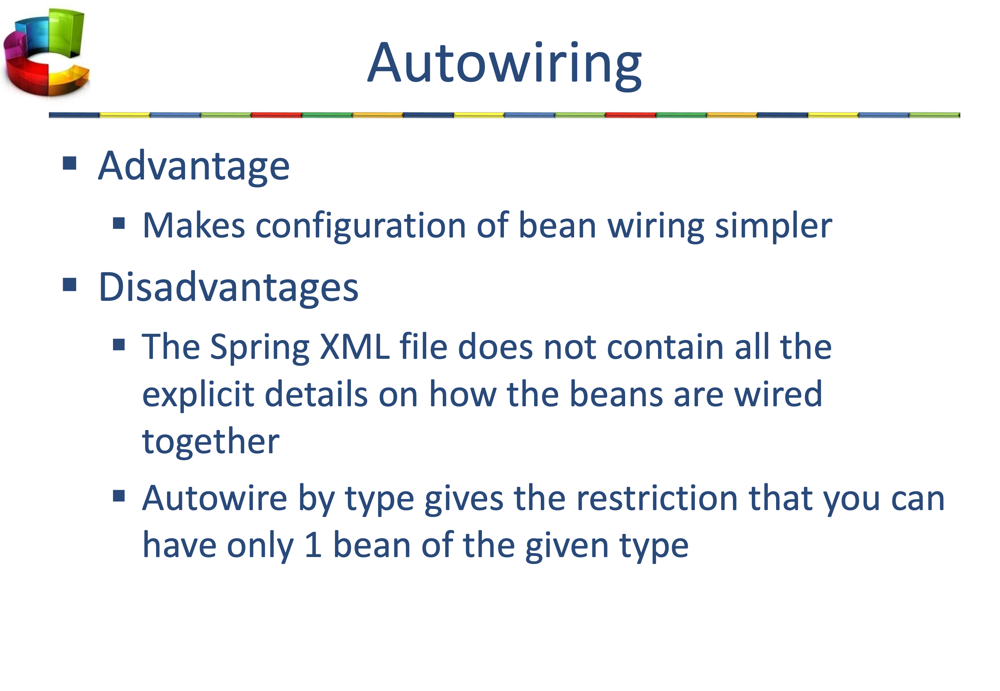 Autowiring
Advantage
Makes configuration of bean wiring simpler
Disadvantages
The Spring XML file does not contain all the
explicit details on how the beans are wired
together
Autowire by type gives the restriction that you can
have only 1 bean of the given type